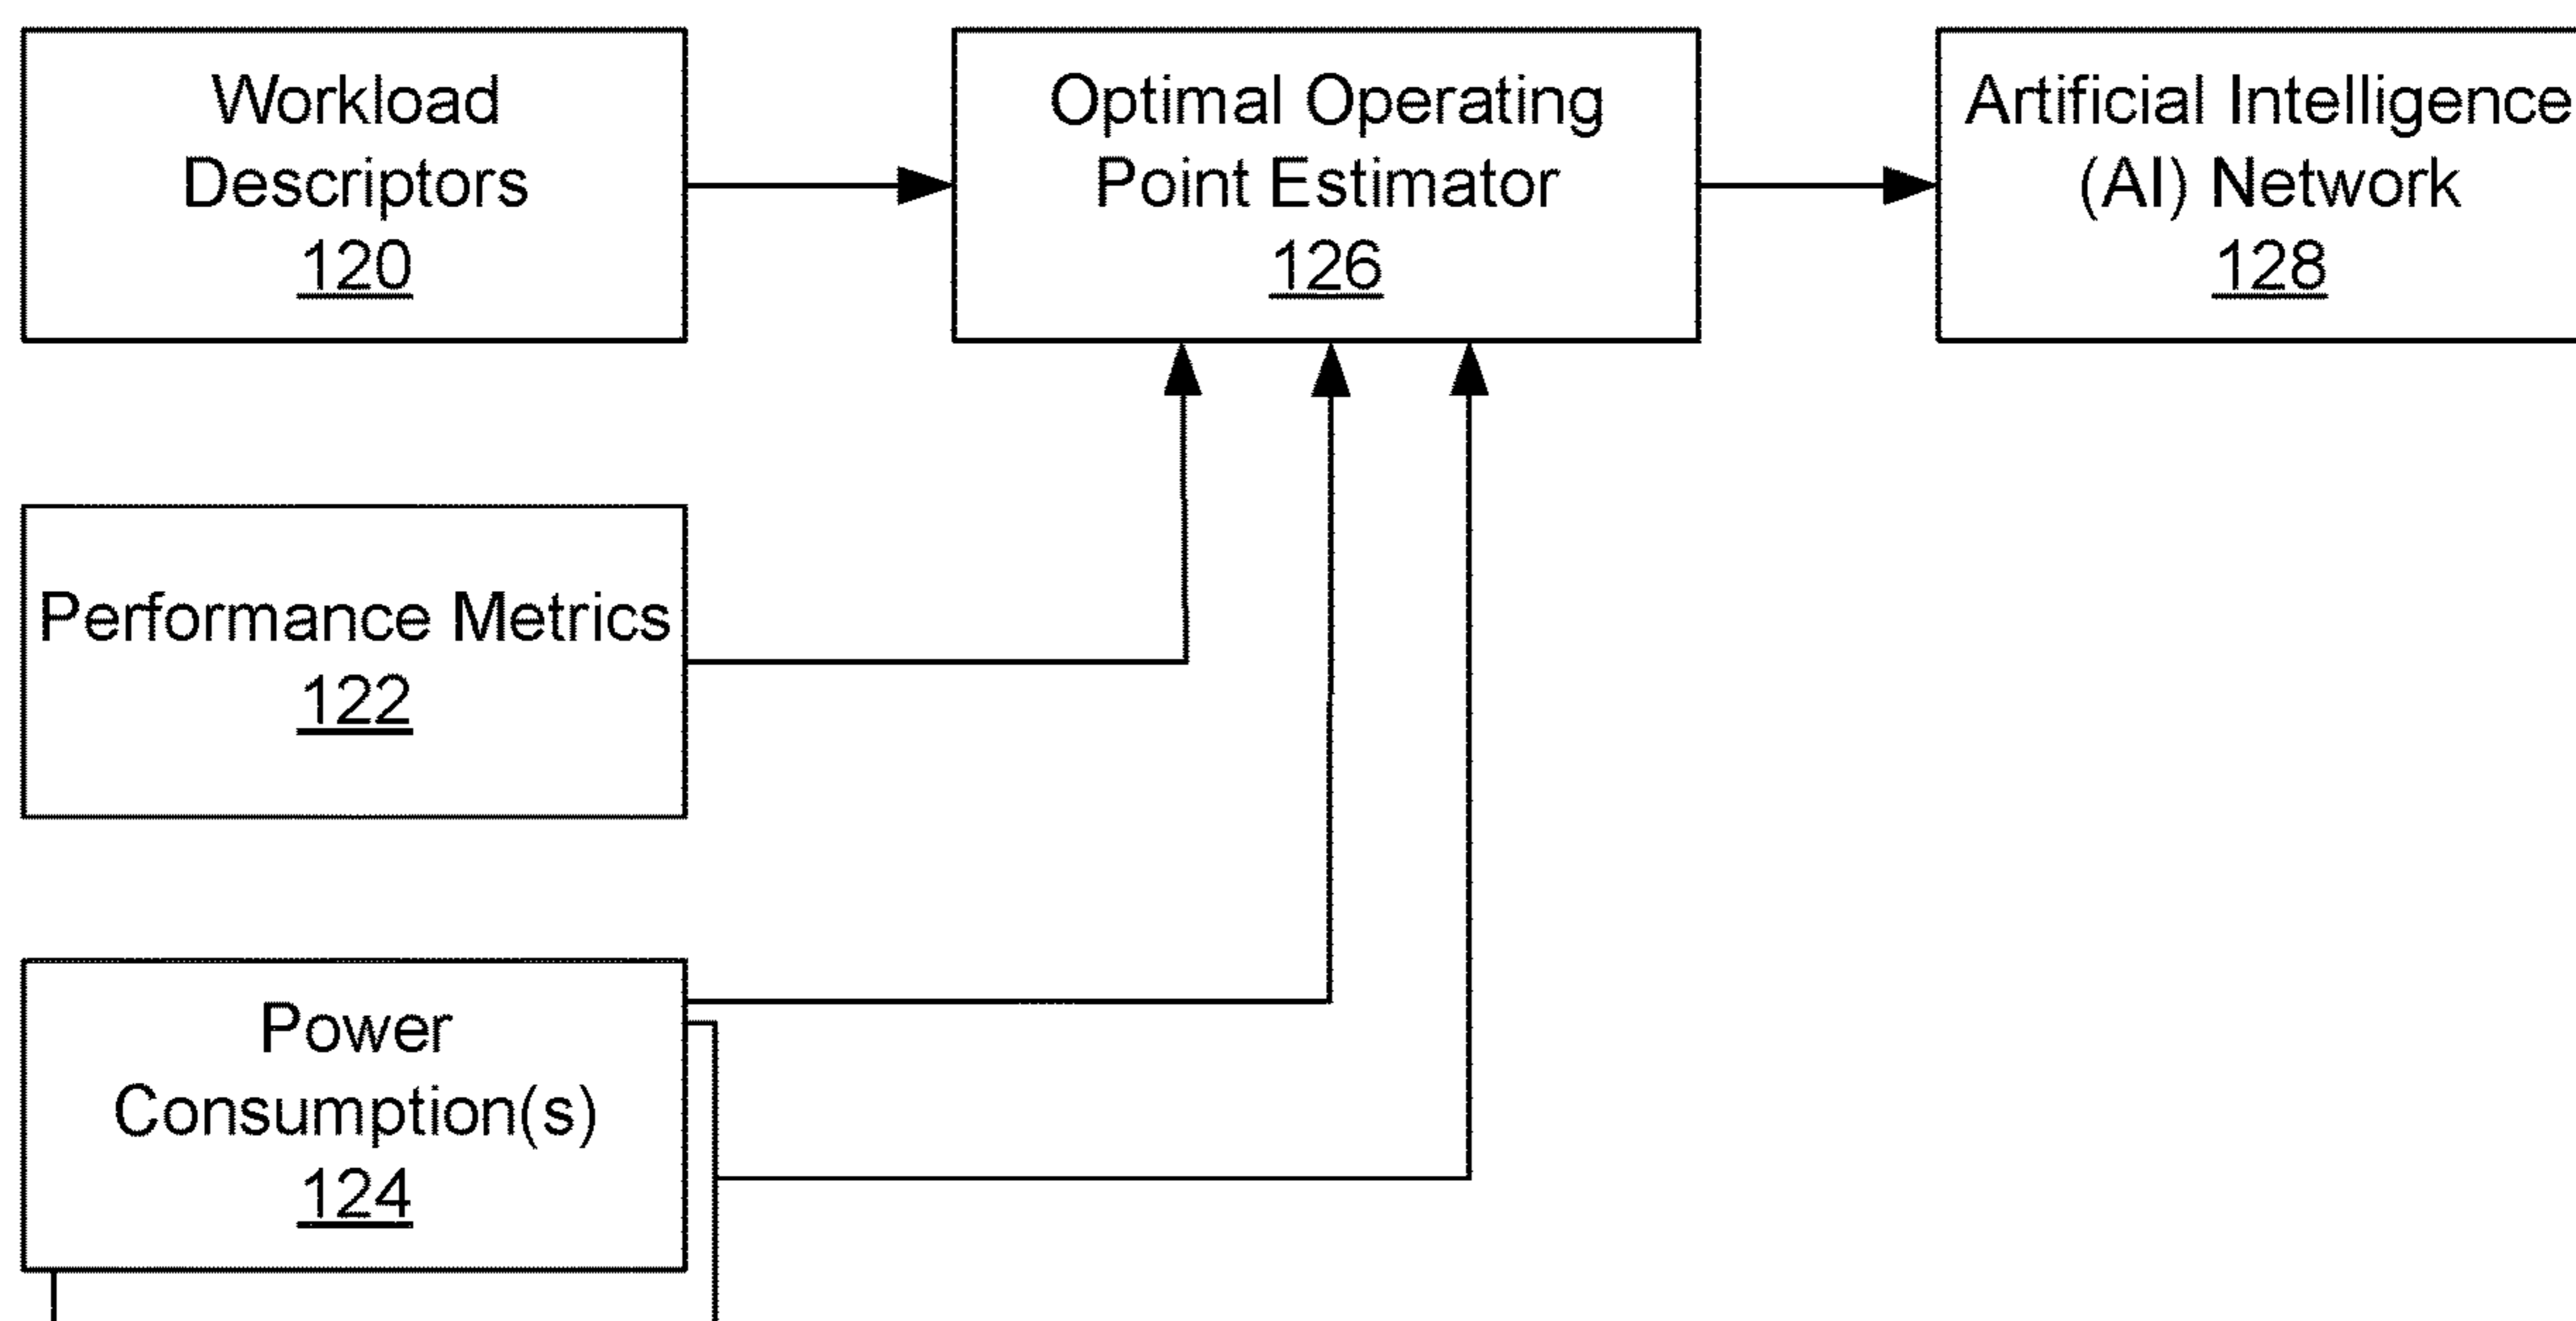 Workload
Descriptors
120
Optimal Operating
Point Estimator
126
Artificial Intelligence
(AI) Network
128
Performance Metrics
122
Power
Consumption(s)
124